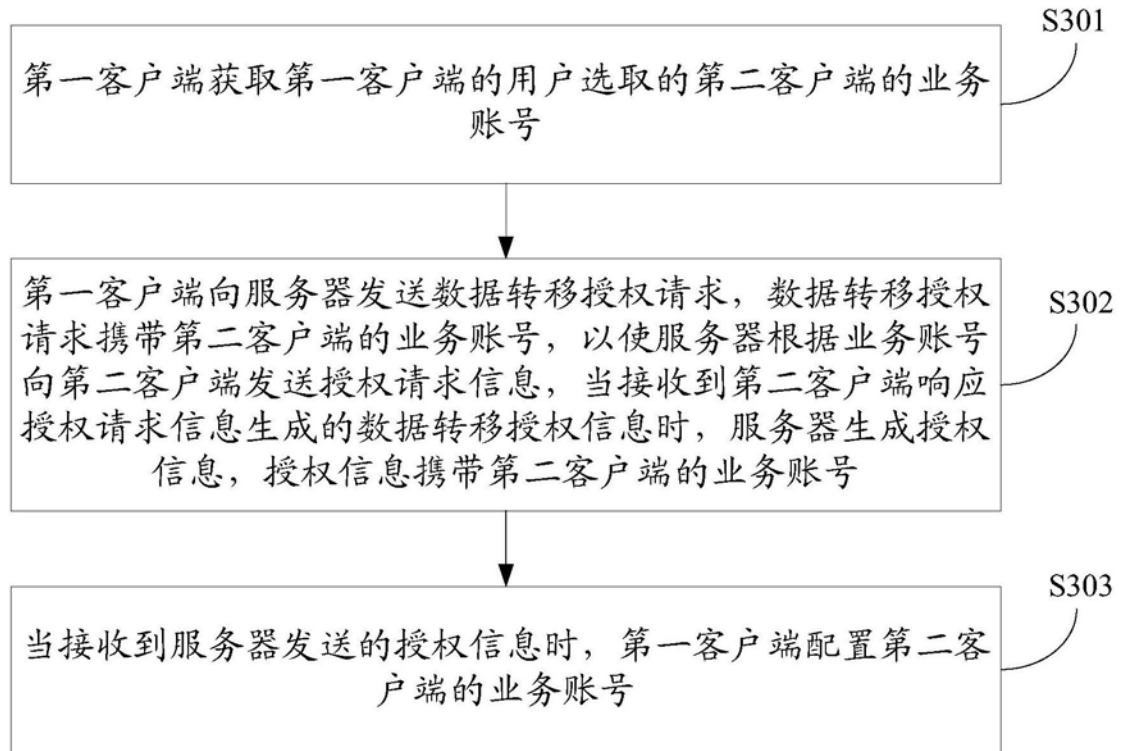 S301
第一客户端获取第一客户端的用户选取的第二客户端的业务
账号
S302
第一客户端向服务器发送数据转移授权请求，数据转移授权
请求携带第二客户端的业务账号，以使服务器根据业务账号
向第二客户端发送授权请求信息，当接收到第二客户端响应
授权请求信息生成的数据转移授权信息时，服务器生成授权
信息，授权信息携带第二客户端的业务账号
S303
当接收到服务器发送的授权信息时，第一客户端配置第二客
户端的业务账号